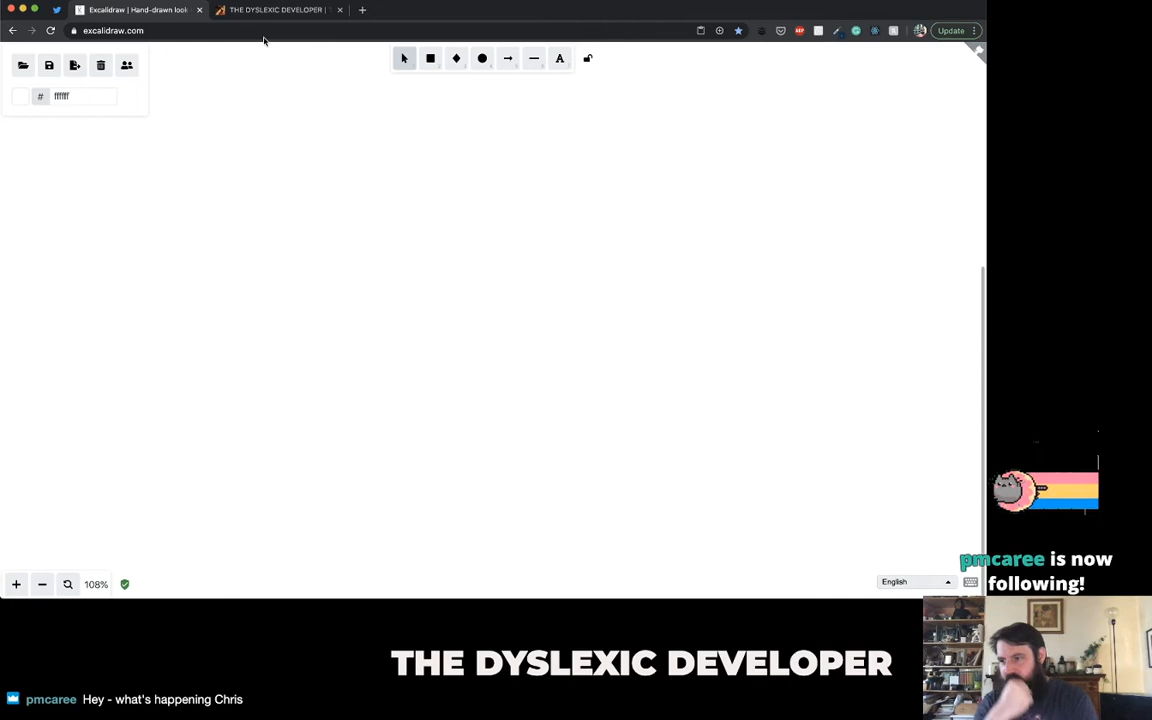 Excalidraw | Hand-drawn look
THE DYSLEXIC DEVELOPER |
excalidraw.com
Update
A
# ffffff
108%
English
pmcaree is now
following!
THE DYSLEXIC DEVELOPER
pmcaree Hey - what's happening Chris